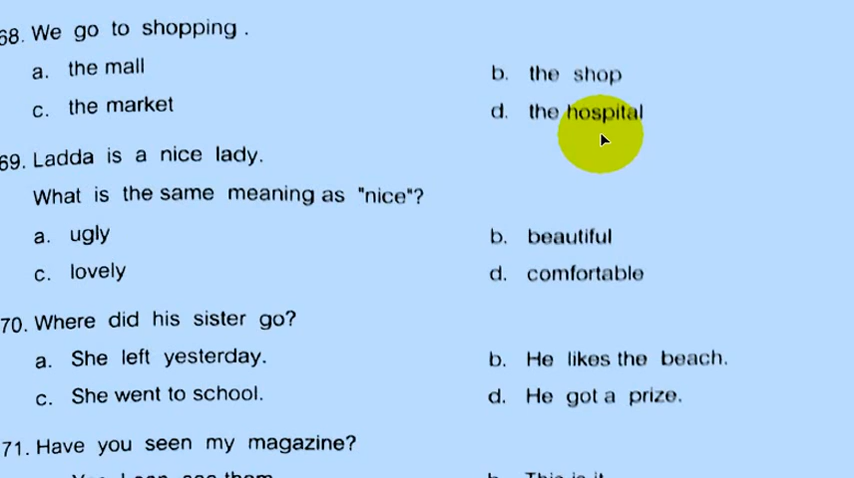 68. We go to shopping .
a. the mall
b. the shop
c. the market
d. the hospital
69. Ladda is a nice lady.
What is the same meaning as "nice"?
a. ugly
b. beautiful
c. lovely
d. comfortable
70. Where did his sister go?
a. She left yesterday.
b. He likes the beach.
c. She went to school.
d. He got a prize.
71. Have you seen my magazine?